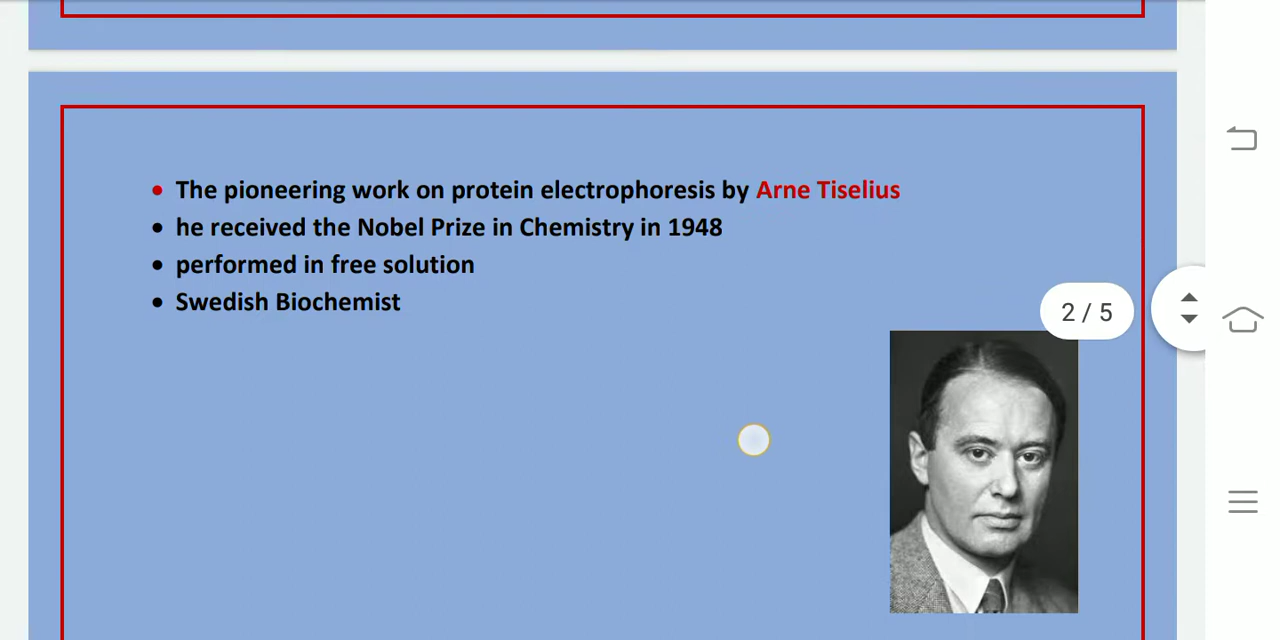 The pioneering work on protein electrophoresis by Arne Tiselius
he received the Nobel Prize in Chemistry in 1948
performed in free solution
Swedish Biochemist
2 / 5